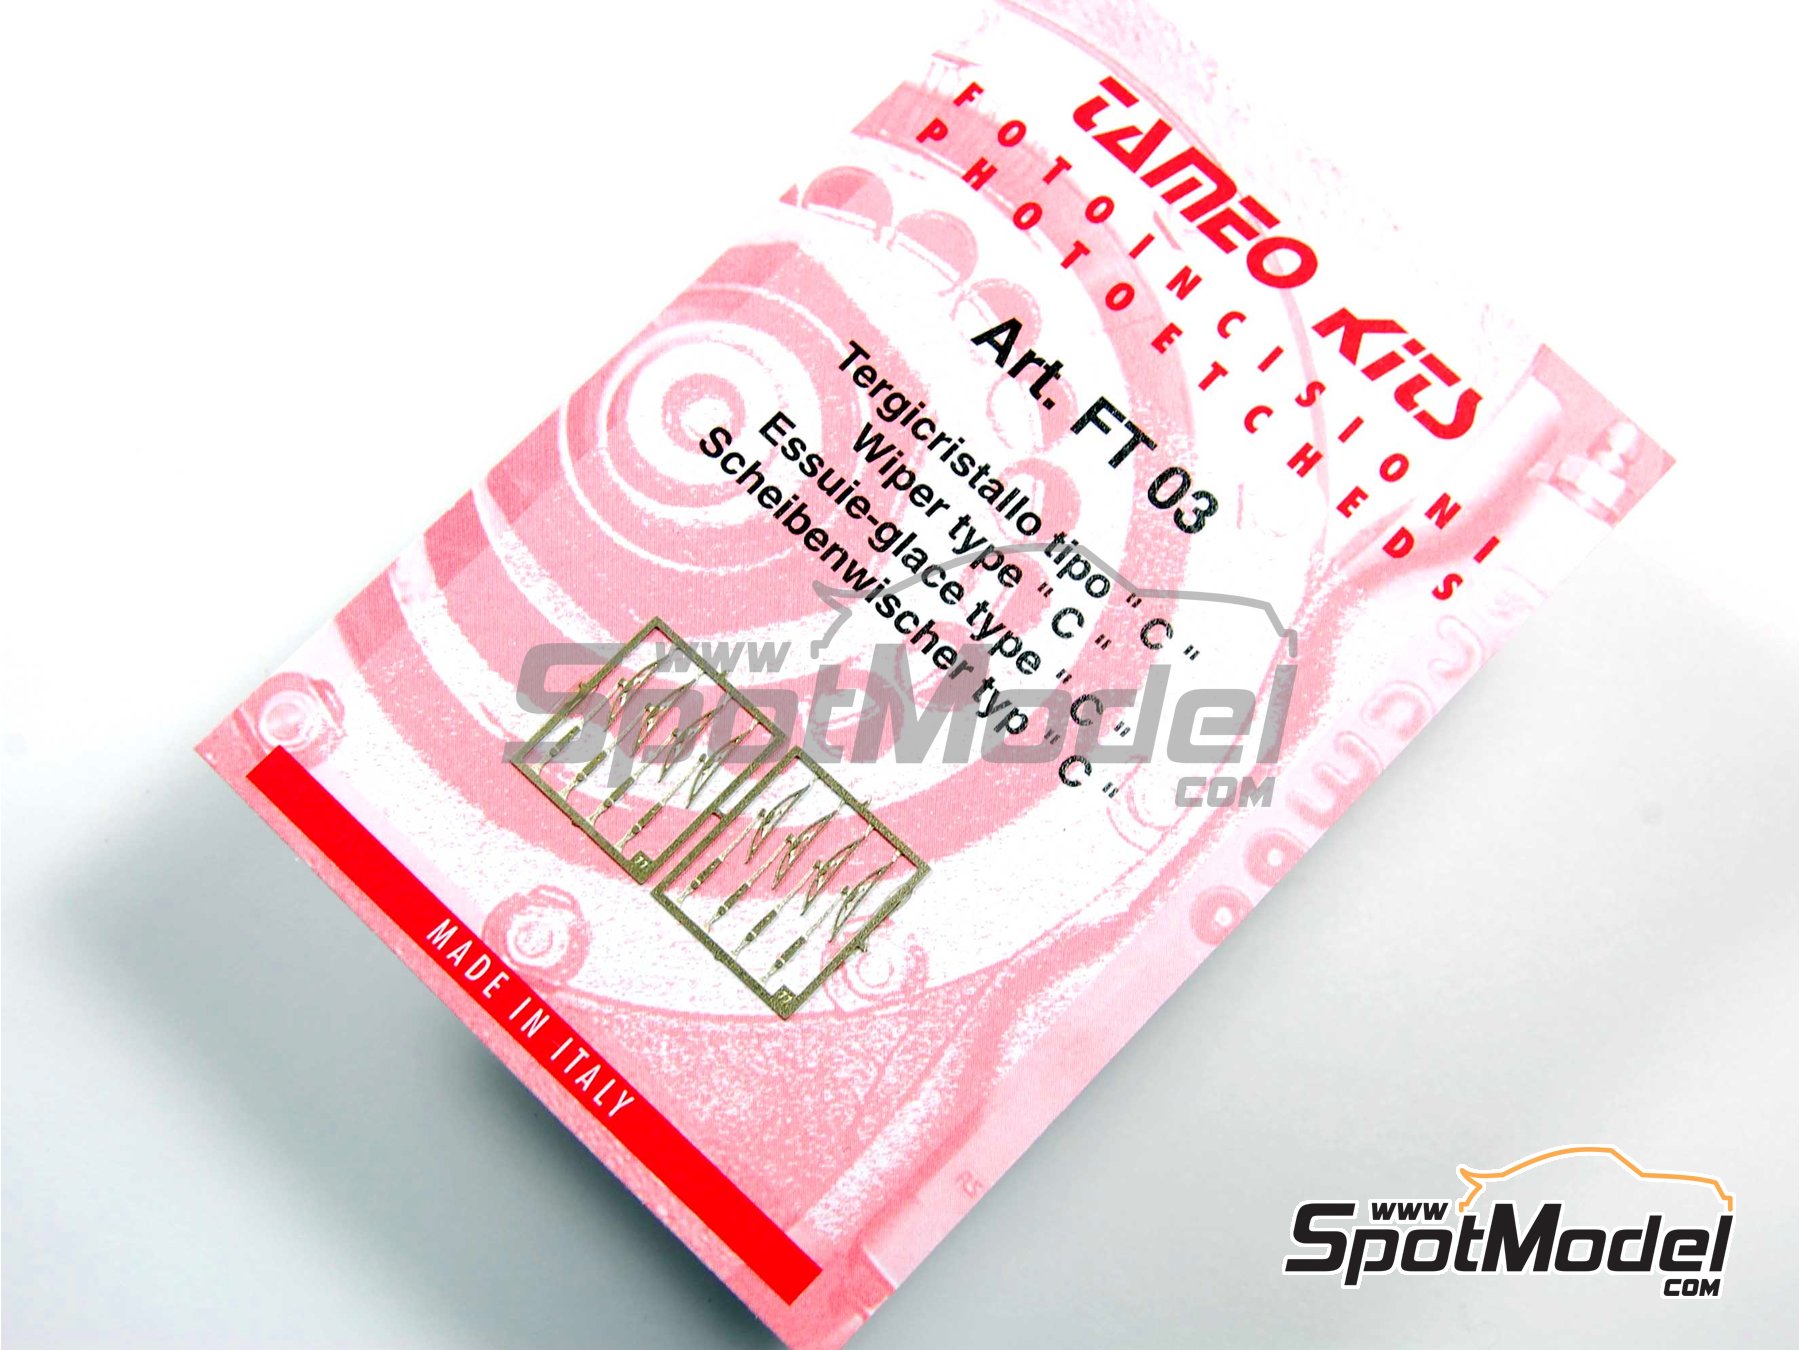 TAMEO KITS
FOTOINCISIONI
PHOTOETCHEDS
Art. FT 03
Tergicristallo tipo " C "
Wiper type " C "
Essuie-glace type " C "
Scheibenwischer typ " C "
www
SpotModel
.COM
MADE IN ITALY
www
SpotModel
.COM